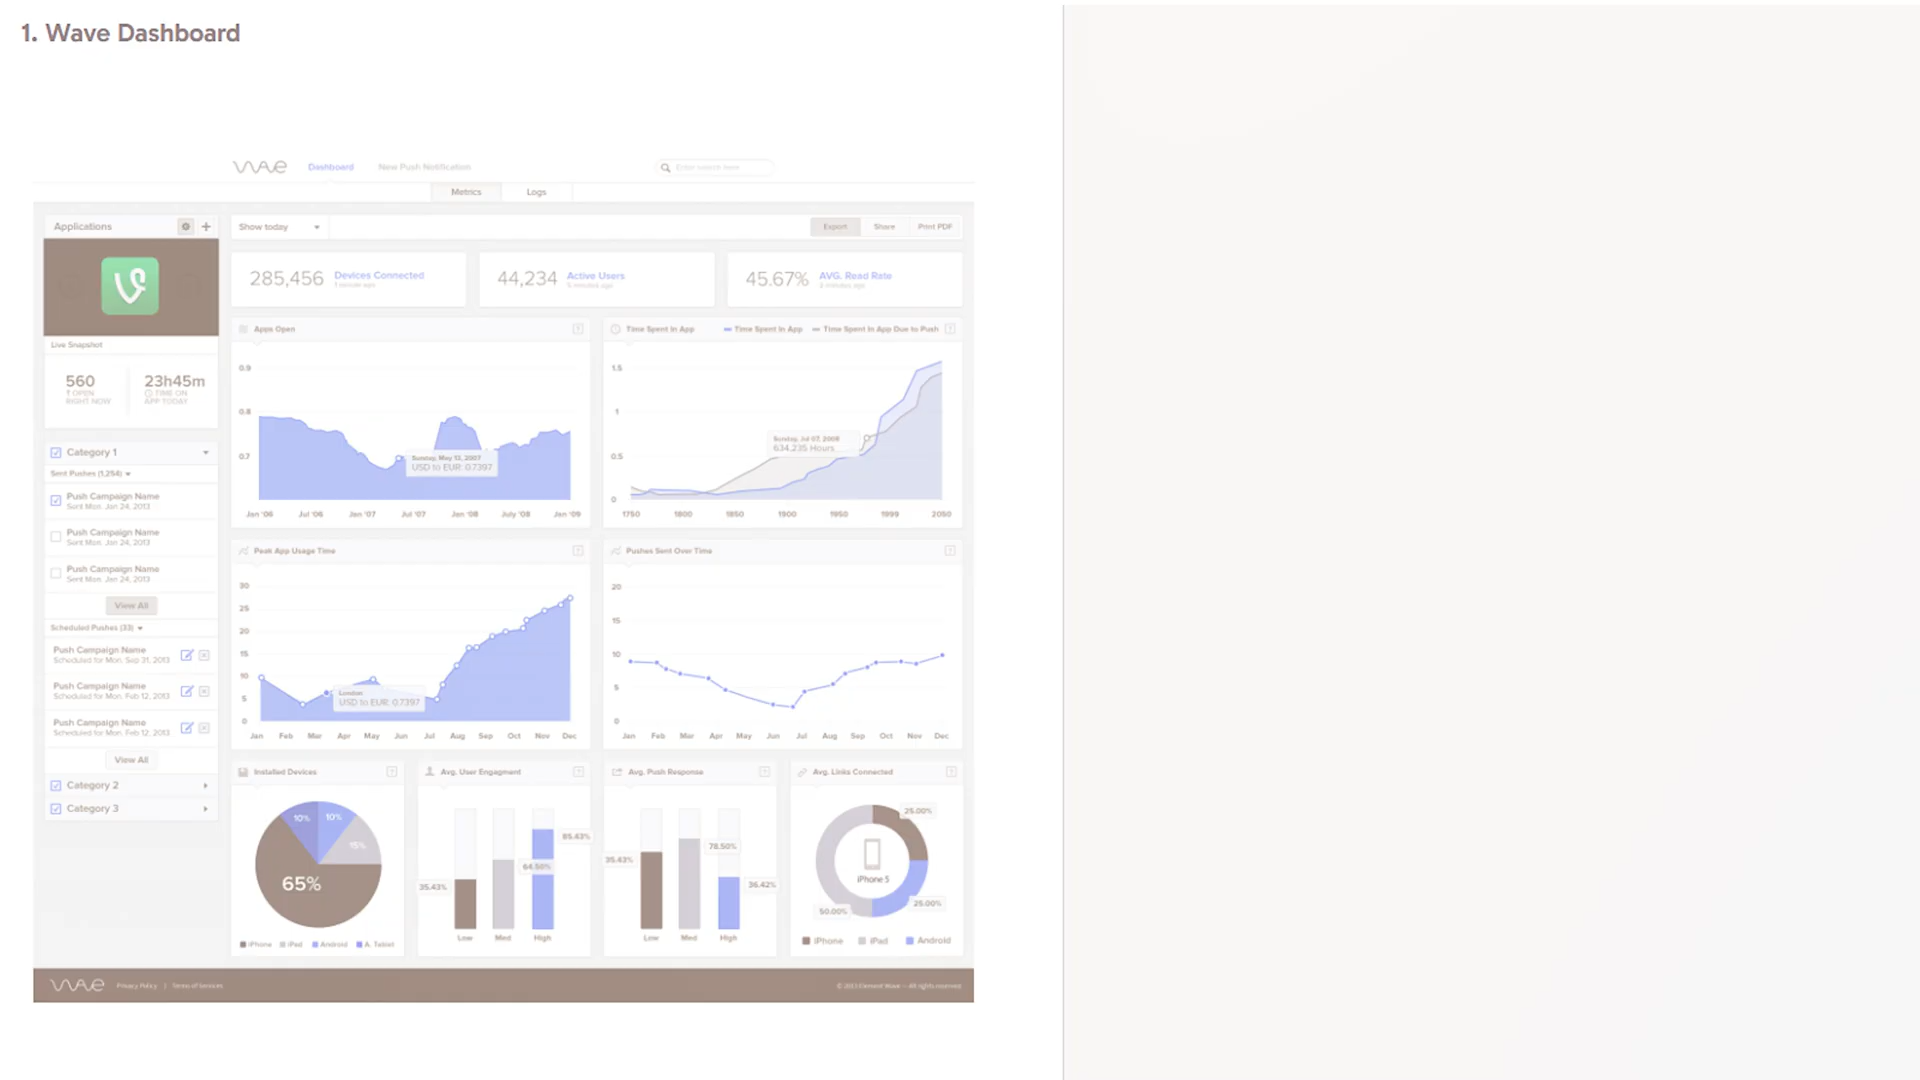 1. Wave Dashboard
WAVE Dashboard New Push Notification Enter search here
Metrics Logs
Applications
Show today
Export Share Print PDF
285,456 Devices Connected
1 minute ago
44,234 Active Users
5 minutes ago
45.67% AVG. Read Rate
2 minutes ago
Live Snapshot
560
OPEN
RIGHT NOW
23h45m
TIME ON
APP TODAY
Category 1
Sent Pushes (1,254)
Push Campaign Name
Sent Mon. Jan 24, 2013
Push Campaign Name
Sent Mon. Jan 24, 2013
Push Campaign Name
Sent Mon. Jan 24, 2013
View All
Scheduled Pushes (33)
Push Campaign Name
Scheduled for Mon. Sep 31, 2013
Push Campaign Name
Scheduled for Mon. Feb 12, 2013
Push Campaign Name
Scheduled for Mon. Feb 12, 2013
View All
Category 2
Category 3
Apps Open ?
0.9
0.8
0.7
Sunday, May 13, 2007
USD to EUR: 0.7397
Jan '06 Jul '06 Jan '07 Jul '07 Jan '08 July '08 Jan '09
Time Spent In App Time Spent In App Time Spent In App Due to Push ?
1.5
1
0.5
0
Sunday, Jul 07, 2008
634,235 Hours
1750 1800 1850 1900 1950 1999 2050
Peak App Usage Time ?
30
25
20
15
10
5
0
London
USD to EUR: 0.7397
Jan Feb Mar Apr May Jun Jul Aug Sep Oct Nov Dec
Pushes Sent Over Time ?
20
15
10
5
0
Jan Feb Mar Apr May Jun Jul Aug Sep Oct Nov Dec
Installed Devices ?
10% 10%
15%
65%
iPhone iPad Android A. Tablet
Avg. User Engagment ?
35.43%
64.50%
85.43%
Low Med High
Avg. Push Response ?
35.43%
78.50%
36.42%
Low Med High
Avg. Links Connected ?
25.00%
iPhone 5
50.00% 25.00%
iPhone iPad Android
WAVE Privacy Policy | Terms of Services
© 2013 Element Wave — All rights reserved